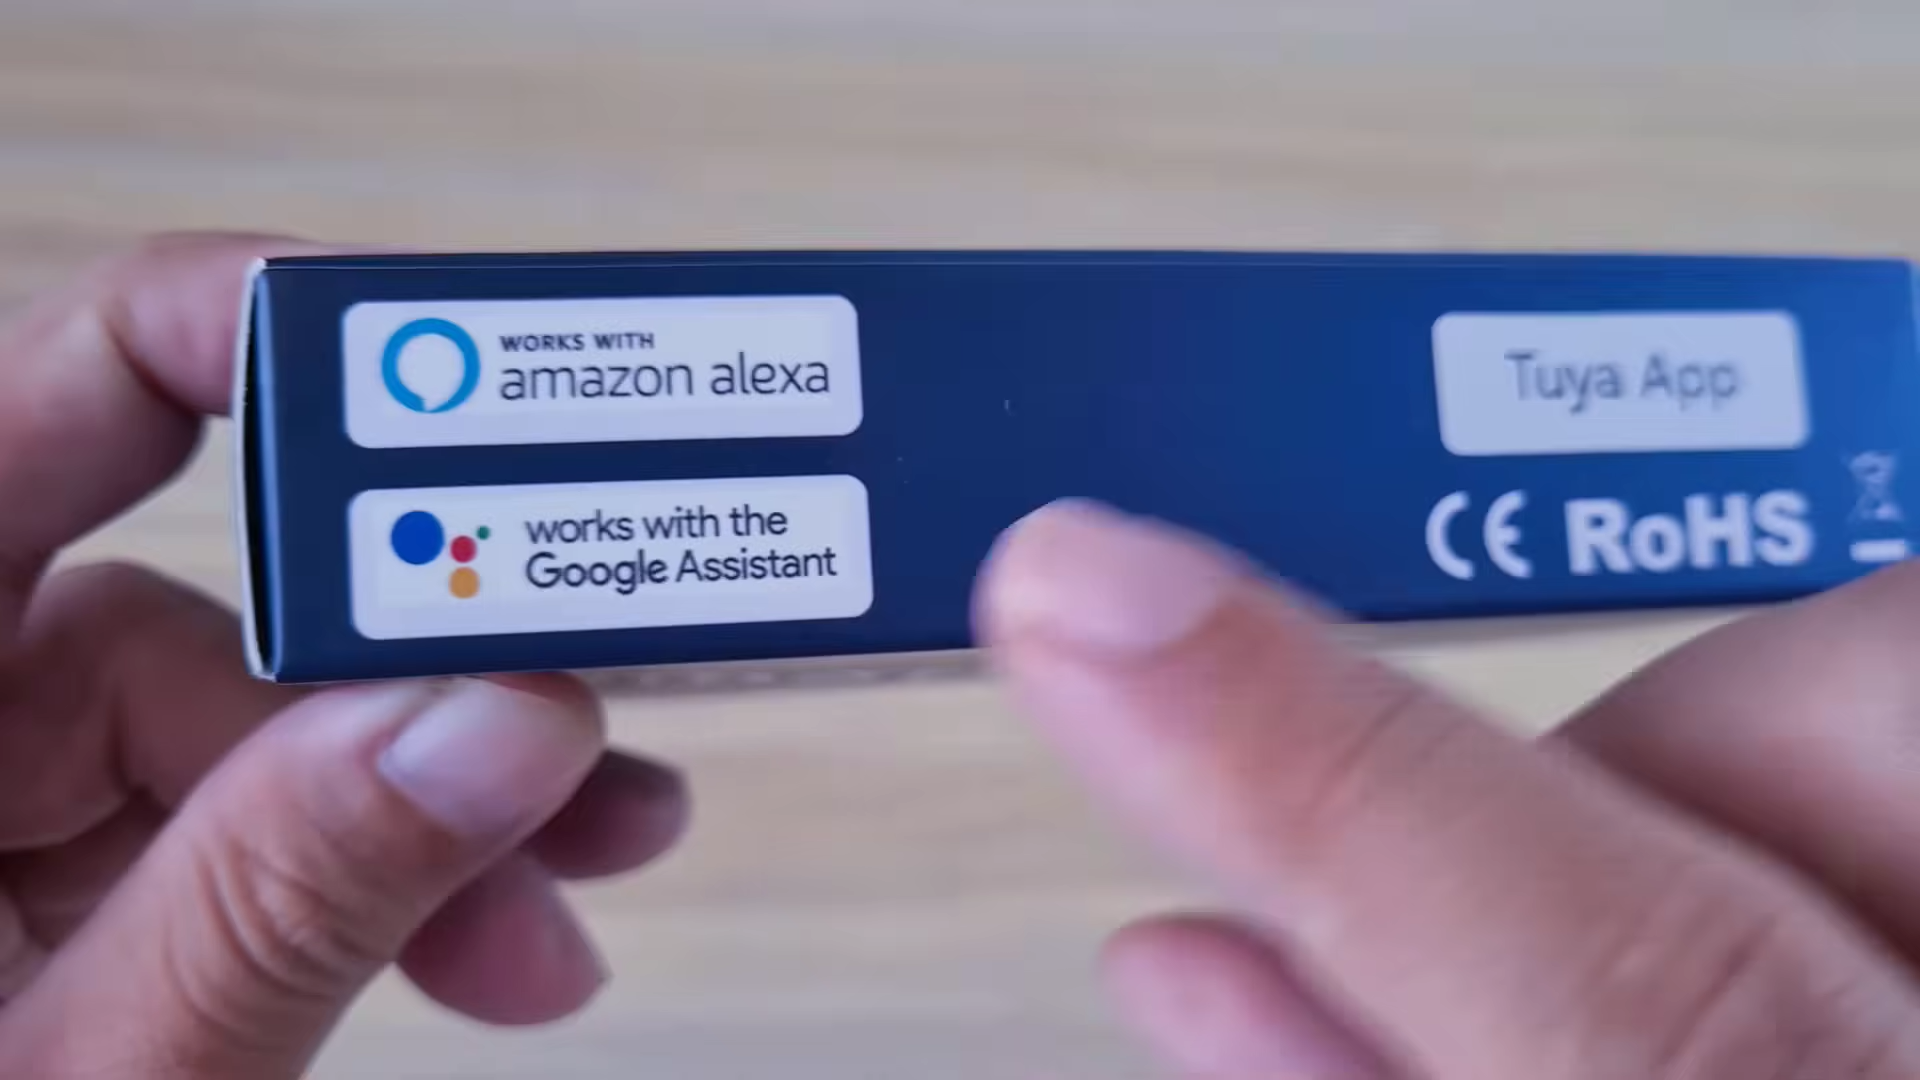 WORKS WITH
amazon alexa
works with the
Google Assistant
Tuya App
CE RoHS